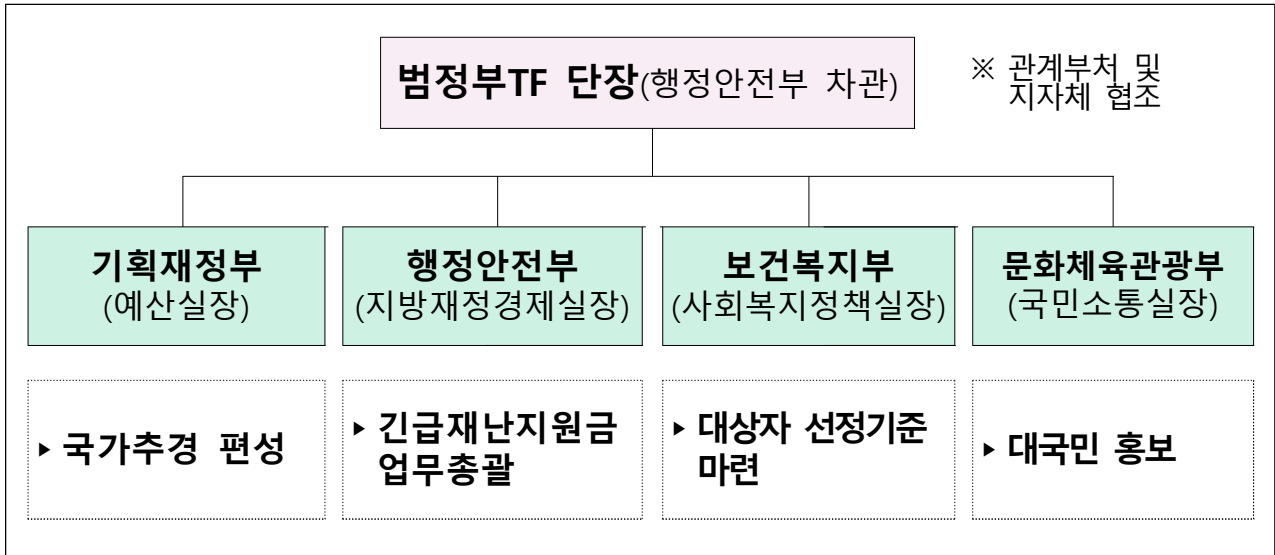 범정부TF 단장(행정안전부 차관)
※ 관계부처 및
지자체 협조
기획재정부
(예산실장)
행정안전부
(지방재정경제실장)
보건복지부
(사회복지정책실장)
문화체육관광부
(국민소통실장)
▸ 국가추경 편성
▸ 긴급재난지원금
업무총괄
▸ 대상자 선정기준
마련
▸ 대국민 홍보